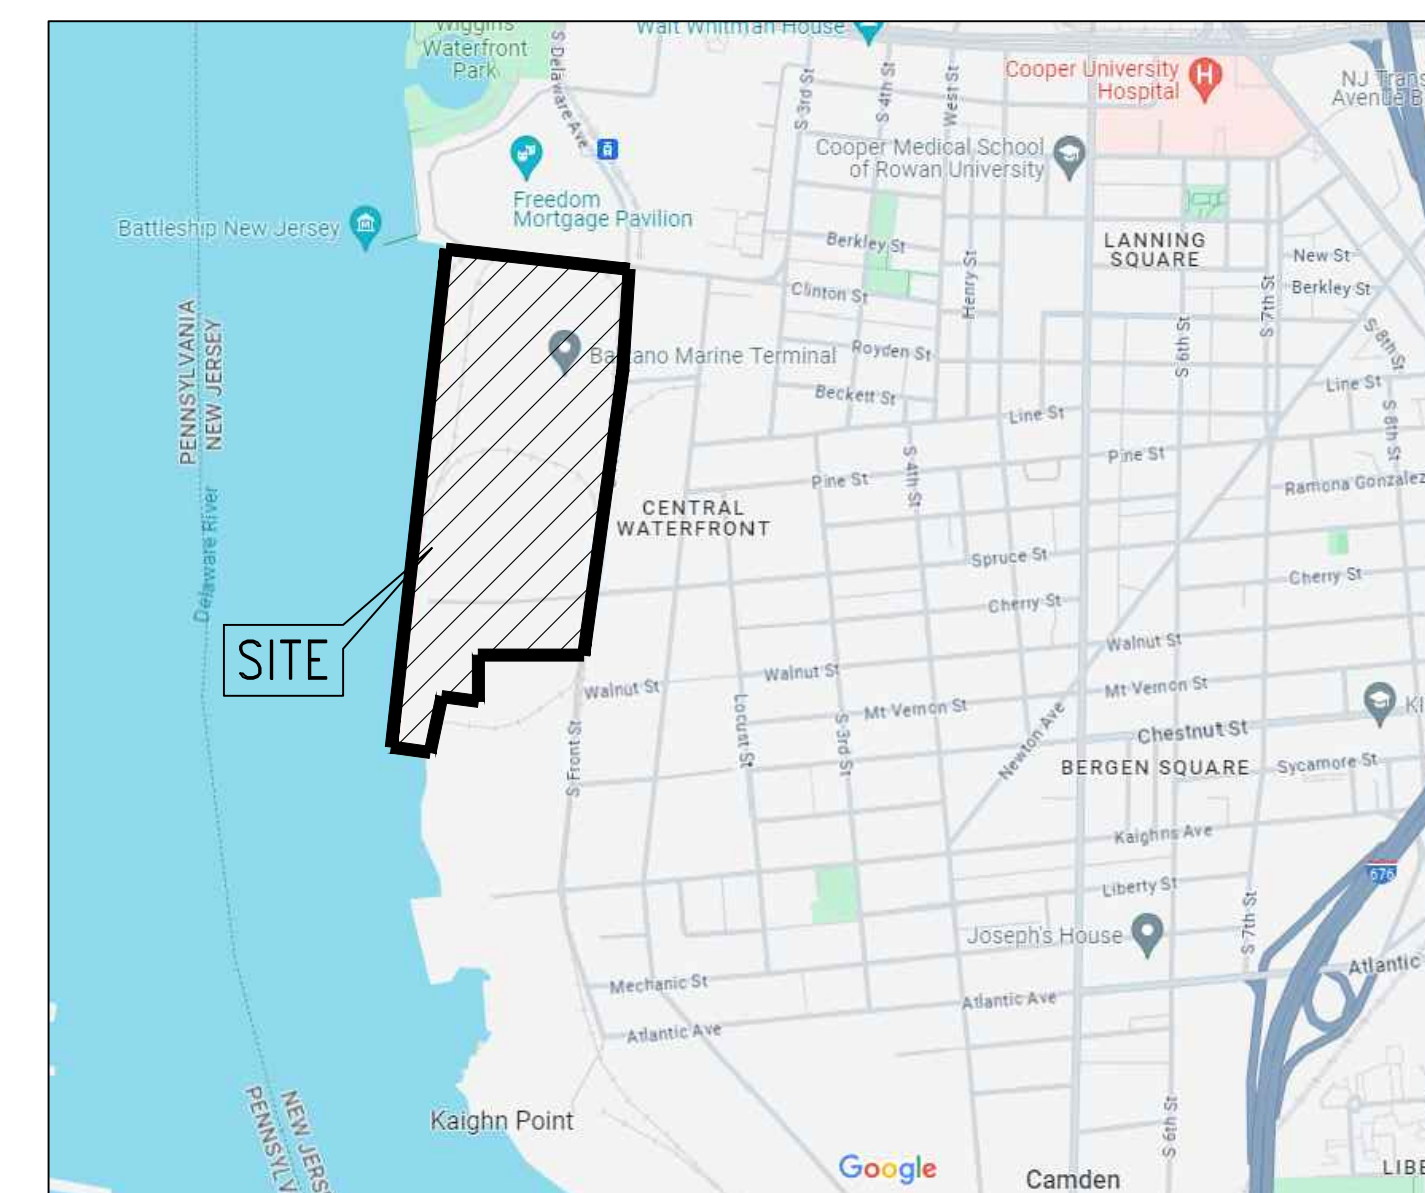 Wiggins
Waterfront
Park
S Delaware Ave
Walt Whitman House
S 3rd St
S 4th St
West St
Cooper University
Hospital
NJ Trans
Avenue B
Cooper Medical School
of Rowan University
Freedom
Mortgage Pavilion
Battleship New Jersey
Berkley St
LANNING
SQUARE
New St
Berkley St
Henry St
Clinton St
S 7th St
S 6th St
S 8th St
PENNSYLVANIA
NEW JERSEY
Marine Terminal
Royden St
Beckett St
Line St
Line St
S 8th St
Pine St
Pine St
S 4th St
Ramona Gonzalez
CENTRAL
WATERFRONT
Delaware River
Spruce St
Cherry St
Cherry St
SITE
Walnut St
Walnut St
Walnut St
Mt Vernon St
Mt Vernon St
Locust St
S 3rd St
S Front St
Newton Ave
Chestnut St
KI
BERGEN SQUARE
Sycamore St
Kaighns Ave
676
Liberty St
S 7th St
Joseph's House
Atlantic
Mechanic St
Atlantic Ave
Atlantic Ave
NEW JERS
PENNSYLV
Kaighn Point
S 6th St
Google
Camden
LIBE